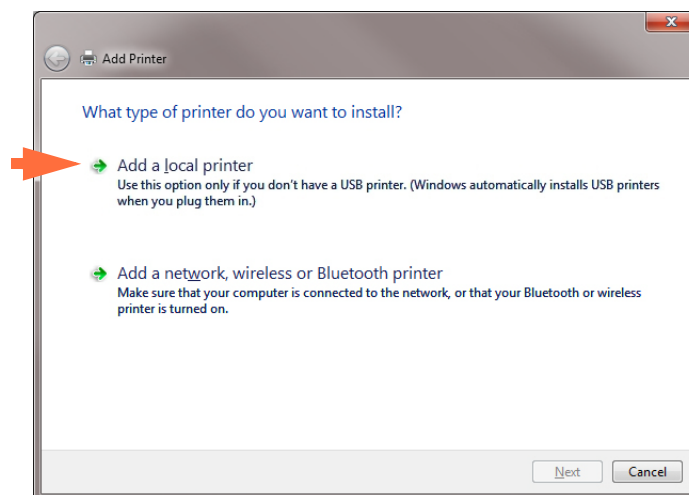 Add Printer
What type of printer do you want to install?
Add a local printer
Use this option only if you don't have a USB printer. (Windows automatically installs USB printers
when you plug them in.)
Add a network, wireless or Bluetooth printer
Make sure that your computer is connected to the network, or that your Bluetooth or wireless
printer is turned on.
Next Cancel